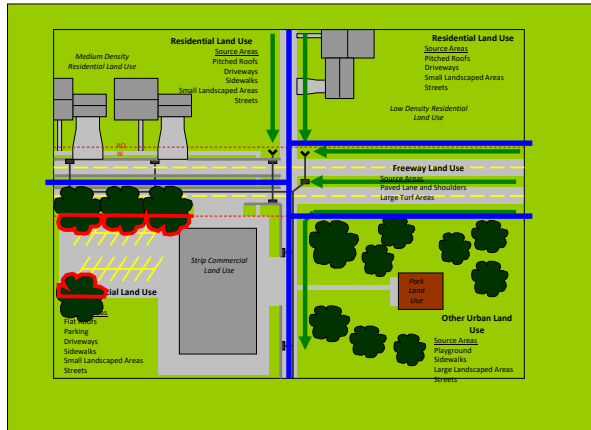 Residential Land Use
Source Areas
Pitched Roofs
Driveways
Sidewalks
Small Landscaped Areas
Streets
Medium Density
Residential Land Use
Residential Land Use
Source Areas
Pitched Roofs
Driveways
Small Landscaped Areas
Streets
Low Density Residential
Land Use
RO
W
Freeway Land Use
Source Areas
Paved Lane and Shoulders
Large Turf Areas
Strip Commercial
Land Use
Land Use
Flat Roofs
Parking
Driveways
Sidewalks
Small Landscaped Areas
Streets
Park
Land
Use
Other Urban Land
Use
Source Areas
Playground
Sidewalks
Large Landscaped Areas
Streets